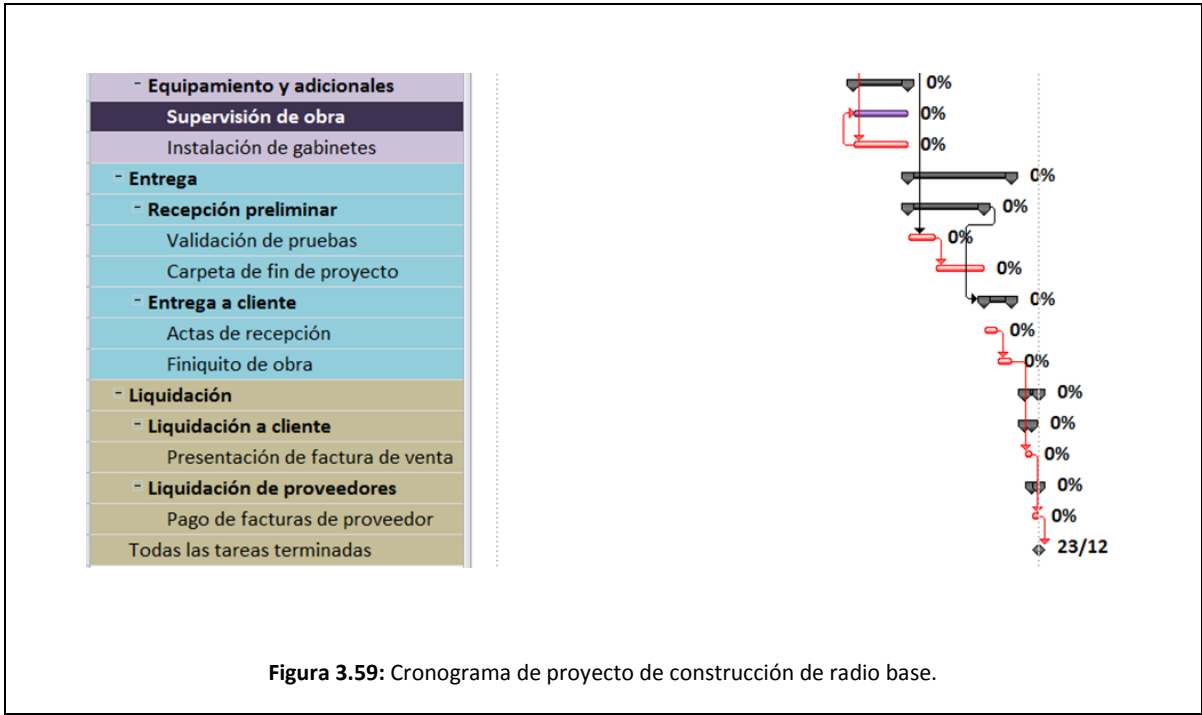 - Equipamiento y adicionales 0%
Supervisión de obra 0%
Instalación de gabinetes 0%
- Entrega 0%
- Recepción preliminar 0%
Validación de pruebas 0%
Carpeta de fin de proyecto 0%
- Entrega a cliente 0%
Actas de recepción 0%
Finiquito de obra 0%
- Liquidación 0%
- Liquidación a cliente 0%
Presentación de factura de venta 0%
- Liquidación de proveedores 0%
Pago de facturas de proveedor 0%
Todas las tareas terminadas 23/12
Figura 3.59: Cronograma de proyecto de construcción de radio base.